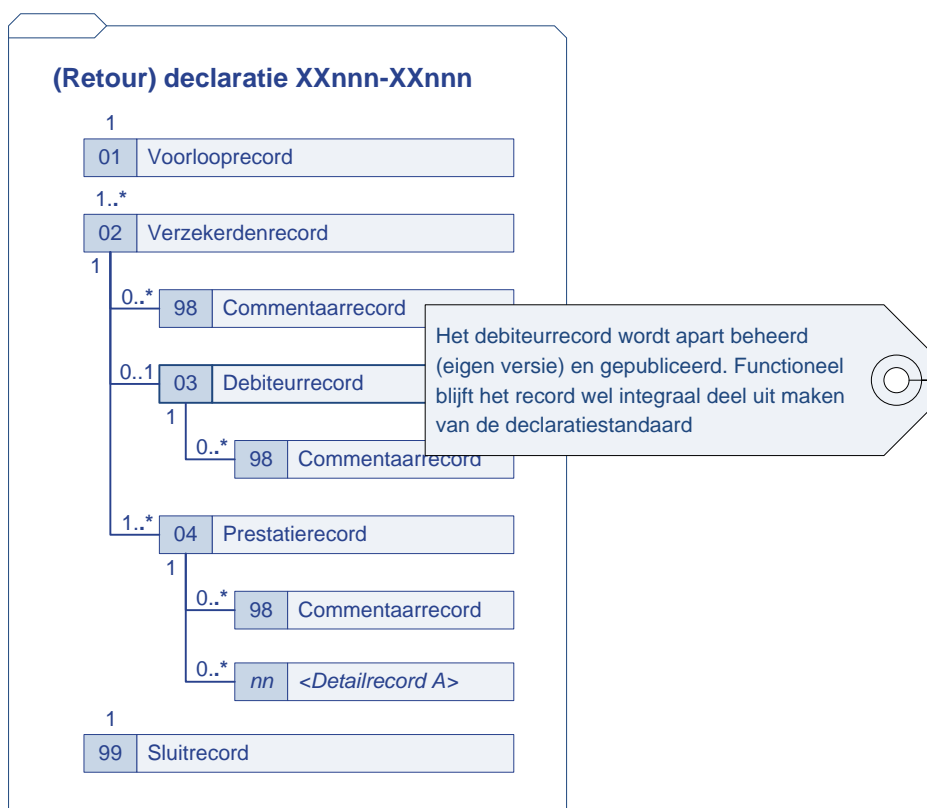 (Retour) declaratie XXnnn-XXnnn
1
01 Voorlooprecord
1..*
02 Verzekerdenrecord
1
0..* 98 Commentaarrecord
Het debiteurrecord wordt apart beheerd
(eigen versie) en gepubliceerd. Functioneel
blijft het record wel integraal deel uit maken
van de declaratiestandaard
0..1 03 Debiteurrecord
1
0..* 98 Commentaarrecord
1..* 04 Prestatierecord
1
0..* 98 Commentaarrecord
0..* nn <Detailrecord A>
1
99 Sluitrecord